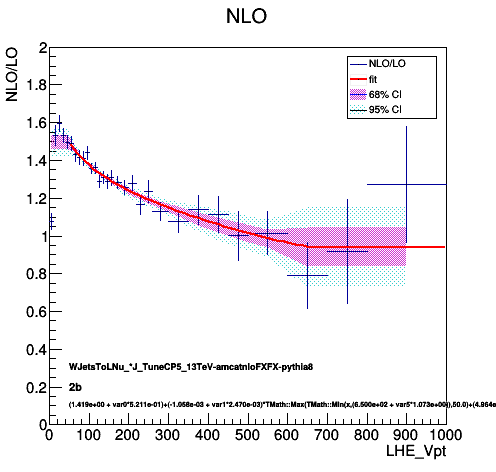 NLO
NLO/LO
2
1.8
1.6
1.4
1.2
1
0.8
0.6
0.4
0.2
0
NLO/LO
fit
68% CI
95% CI
WJetsToLNu_*J_TuneCP5_13TeV-amcatnloFXFX-pythia8
2b
(1.419e+00 + var0*5.211e-01)+(-1.058e-03 + var1*2.470e-03)*TMath::Max(TMath::Min(x,(6.500e+02 + var5*1.073e+00)),50.0)+(4.964e
0 100 200 300 400 500 600 700 800 900 1000
LHE_Vpt